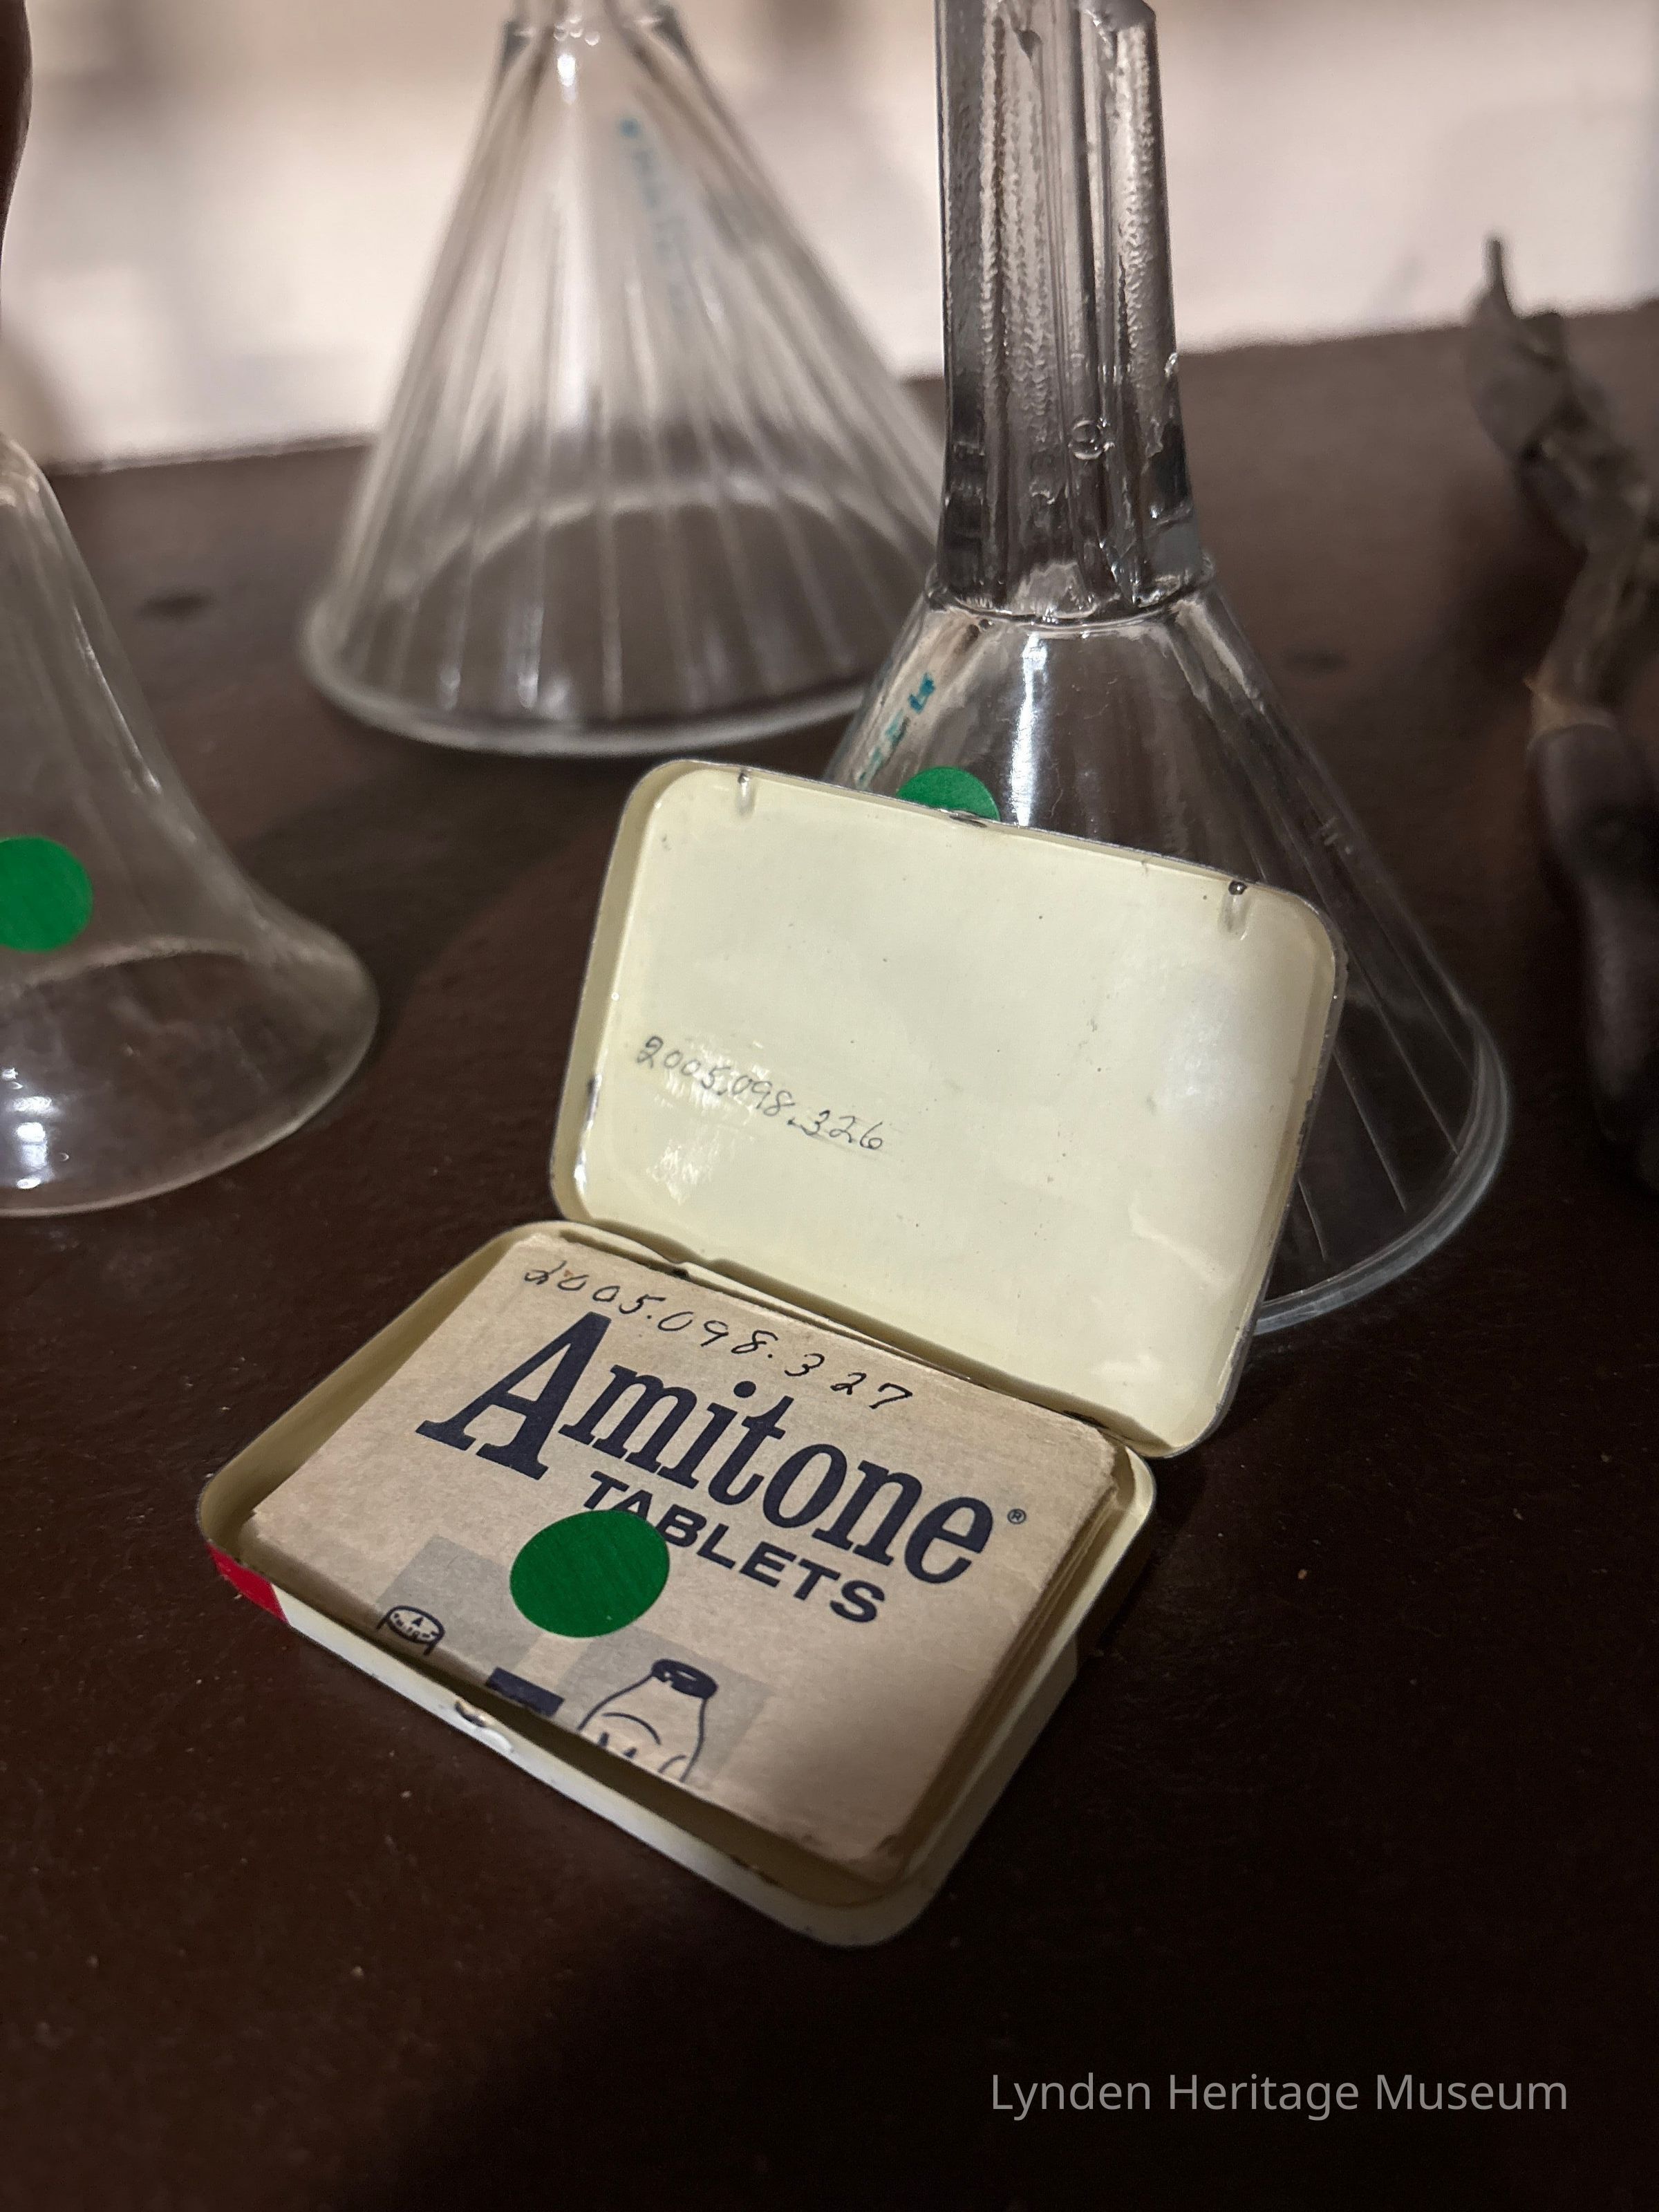 2005.098.326
2005.098.327
Amitone®
TABLETS
Lynden Heritage Museum